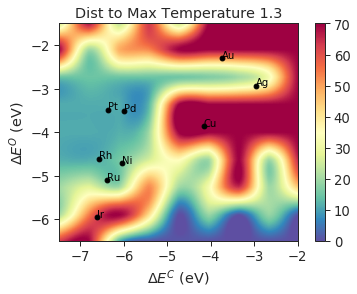 Dist to Max Temperature 1.3
−2
−3
−4
−5
−6
ΔE^O (eV)
Au
Ag
Pt
Pd
Cu
Rh
Ni
Ru
Ir
−7
−6
−5
−4
−3
−2
ΔE^C (eV)
70
60
50
40
30
20
10
0